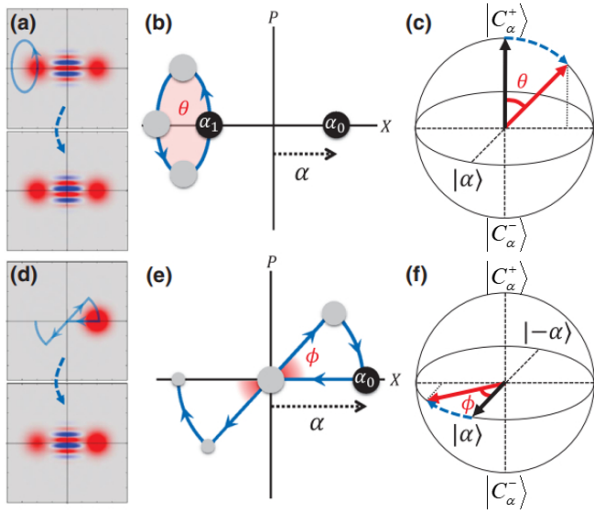 (a)
(b)
P
θ
α₁
α₀
X
α
(c)
|C_α^+⟩
θ
|α⟩
|C_α^-⟩
(d)
(e)
P
ϕ
α₀
X
α
(f)
|C_α^+⟩
|−α⟩
ϕ
|α⟩
|C_α^-⟩